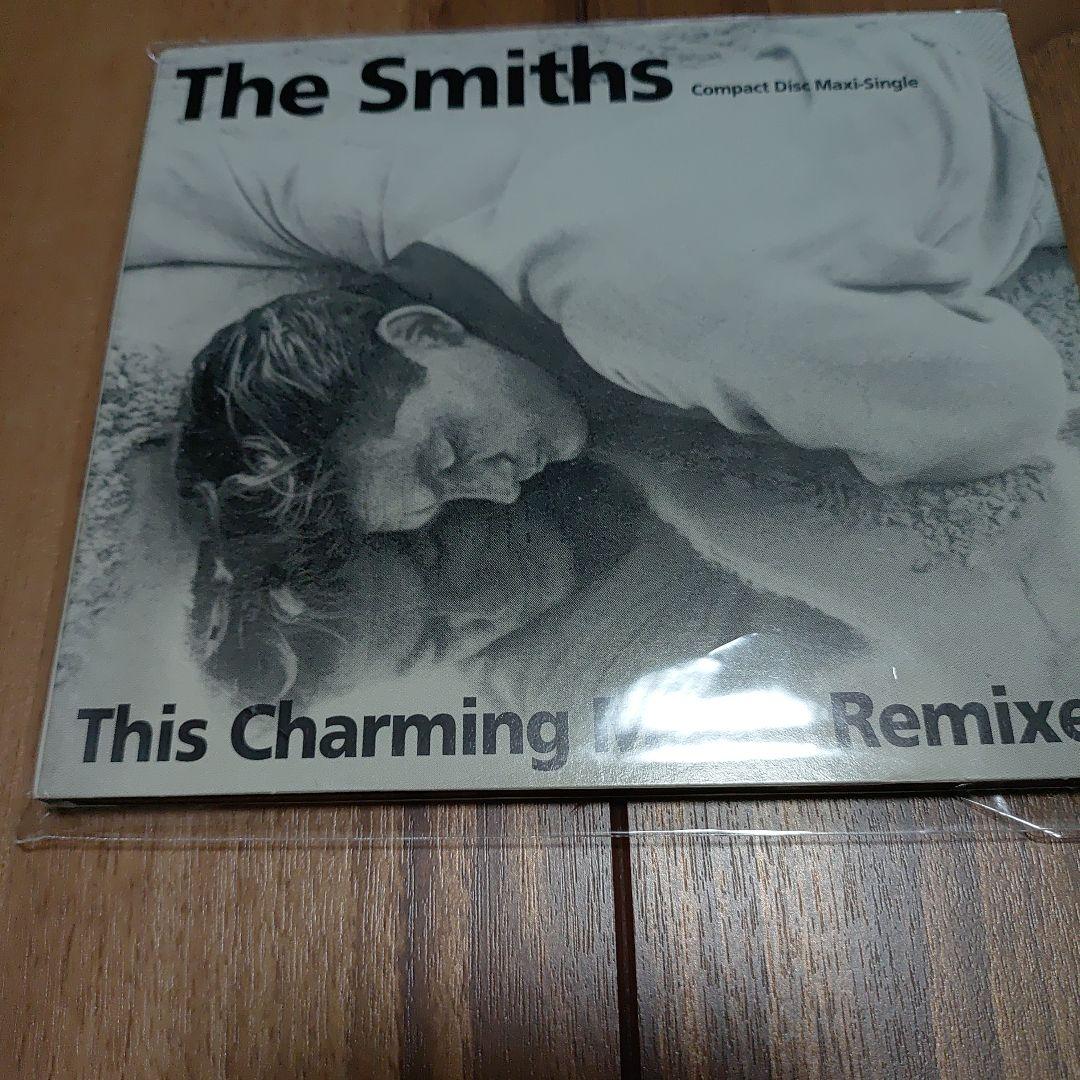 The Smiths
Compact Disc Maxi-Single
This Charming Remixe